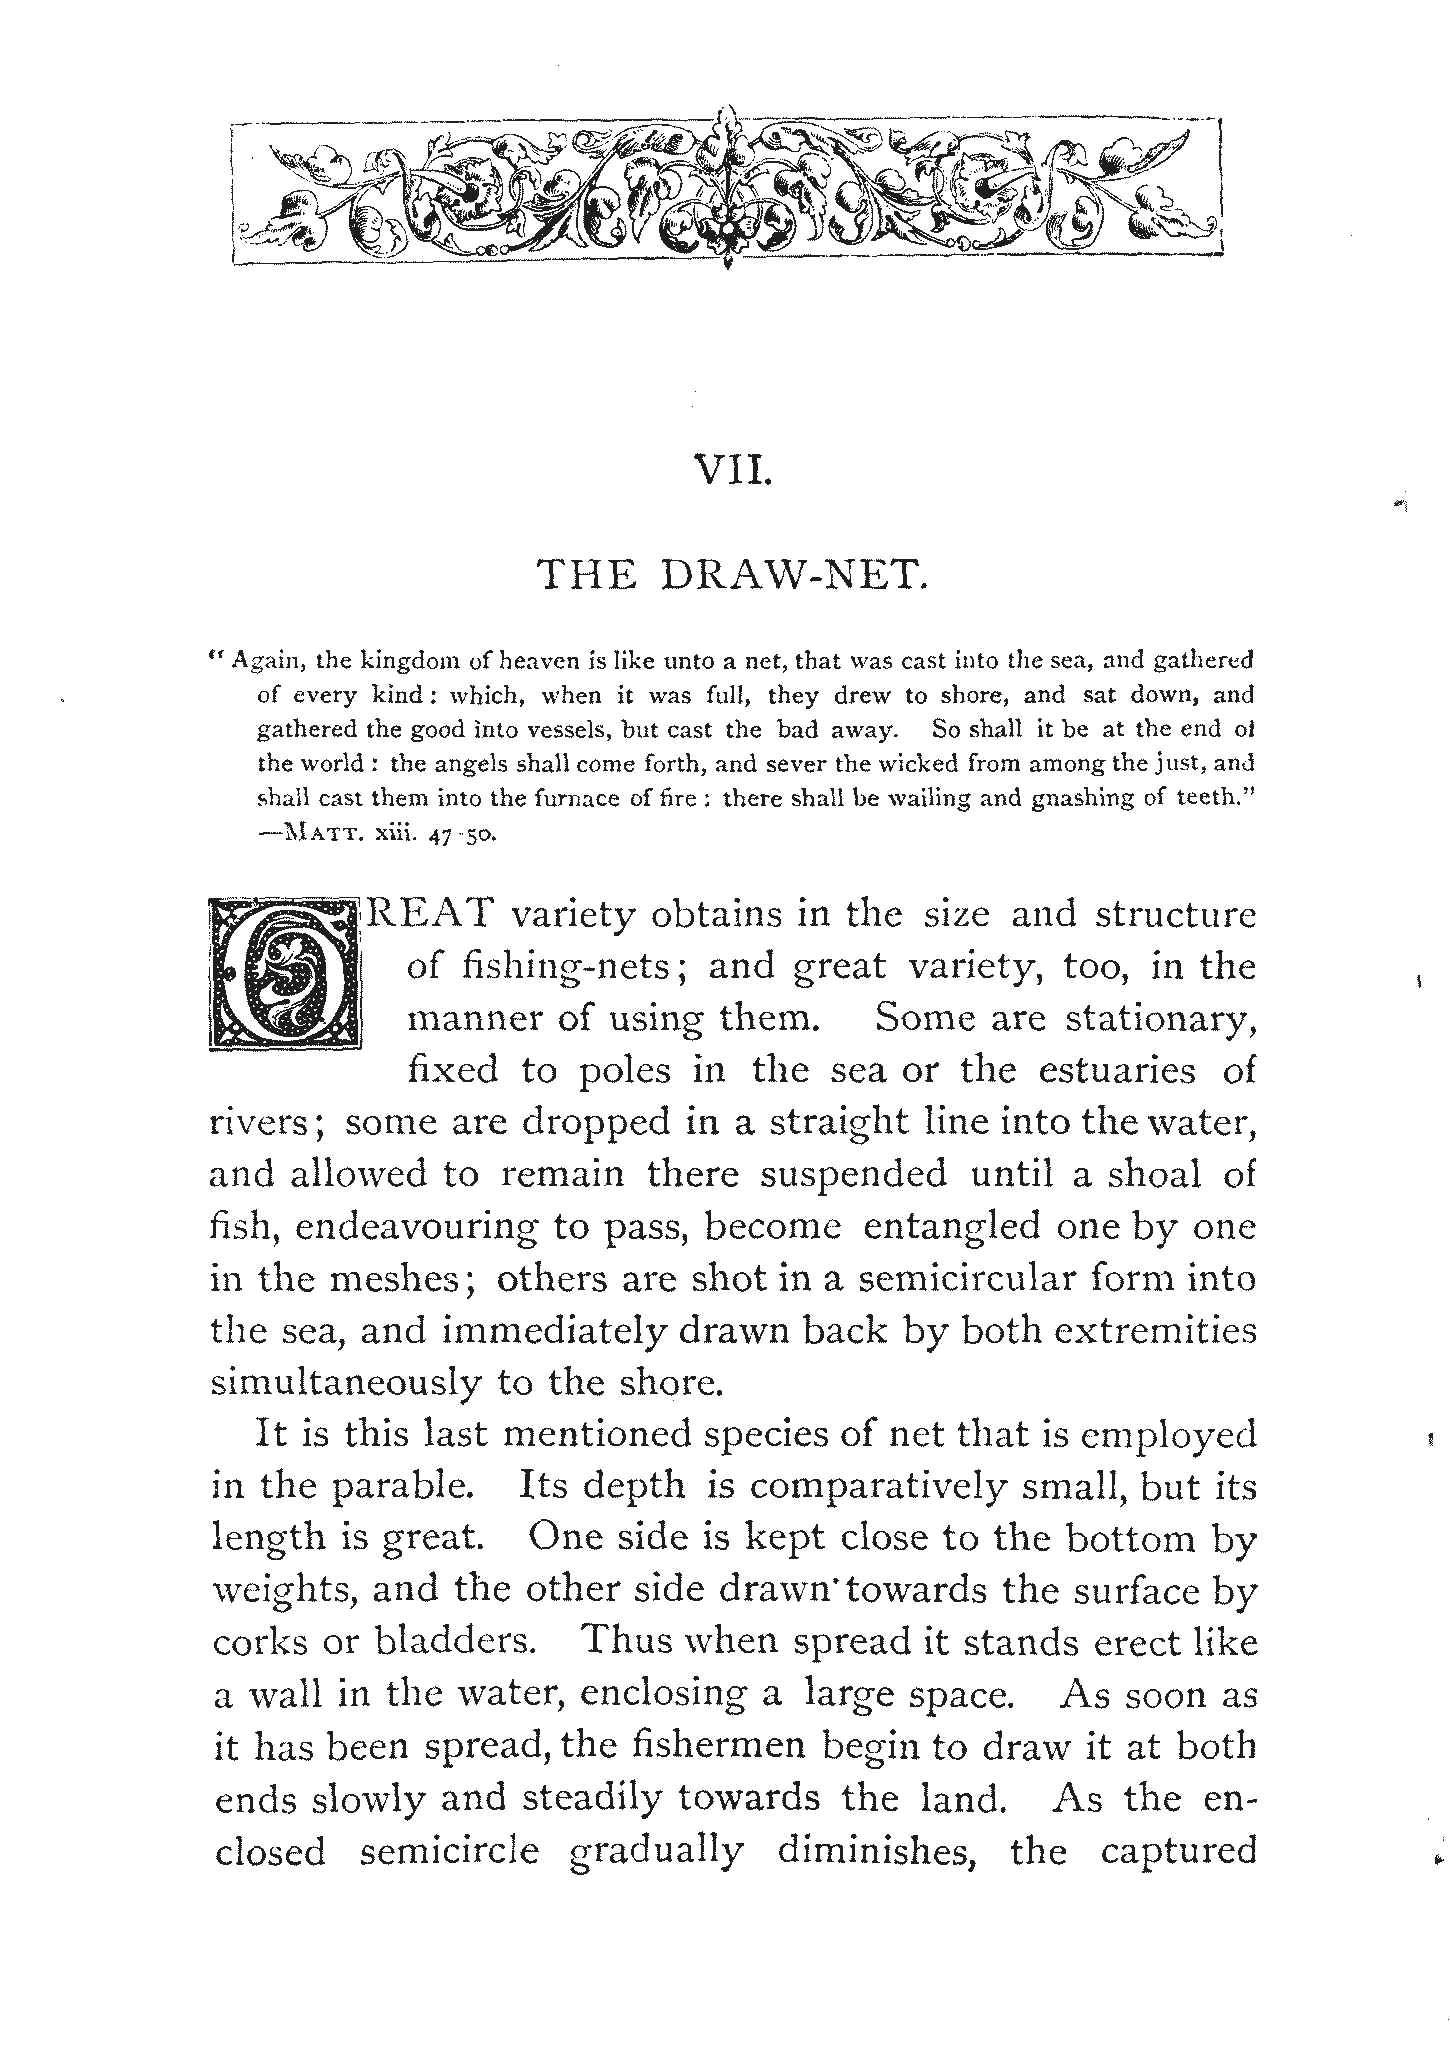 VII.
THE DRAW-NET.
“Again, the kingdom of heaven is like unto a net, that was cast into the sea, and gathered
of every kind: which, when it was full, they drew to shore, and sat down, and
gathered the good into vessels, but cast the bad away. So shall it be at the end of
the world: the angels shall come forth, and sever the wicked from among the just, and
shall cast them into the furnace of fire: there shall be wailing and gnashing of teeth.”
—MATT. xiii. 47-50.
GREAT variety obtains in the size and structure
of fishing-nets; and great variety, too, in the
manner of using them. Some are stationary,
fixed to poles in the sea or the estuaries of
rivers; some are dropped in a straight line into the water,
and allowed to remain there suspended until a shoal of
fish, endeavouring to pass, become entangled one by one
in the meshes; others are shot in a semicircular form into
the sea, and immediately drawn back by both extremities
simultaneously to the shore.
It is this last mentioned species of net that is employed
in the parable. Its depth is comparatively small, but its
length is great. One side is kept close to the bottom by
weights, and the other side drawn towards the surface by
corks or bladders. Thus when spread it stands erect like
a wall in the water, enclosing a large space. As soon as
it has been spread, the fishermen begin to draw it at both
ends slowly and steadily towards the land. As the en-
closed semicircle gradually diminishes, the captured